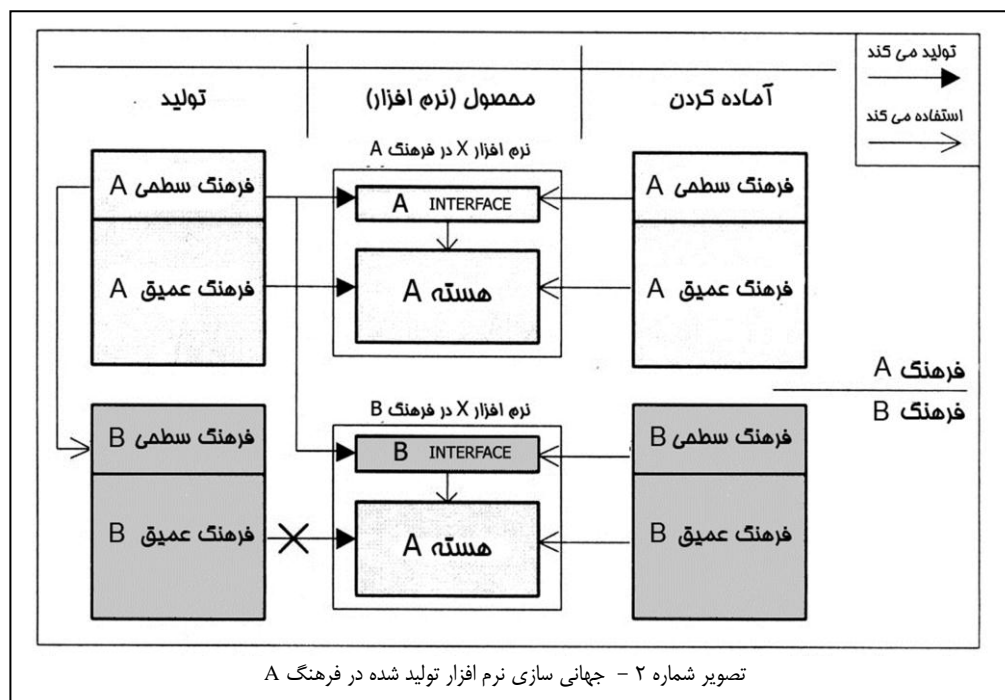 تولید می کند
استفاده می کند
آماده کردن
محصول (نرم افزار)
تولید
نرم افزار X در فرهنگ A
فرهنگ سطحی A
A INTERFACE
فرهنگ سطحی A
فرهنگ عمیق A
هسته A
فرهنگ عمیق A
فرهنگ A
فرهنگ B
نرم افزار X در فرهنگ B
فرهنگ سطحی B
B INTERFACE
فرهنگ سطحی B
فرهنگ عمیق B
هسته A
فرهنگ عمیق B
تصویر شماره ۲ – جهانی سازی نرم افزار تولید شده در فرهنگ A